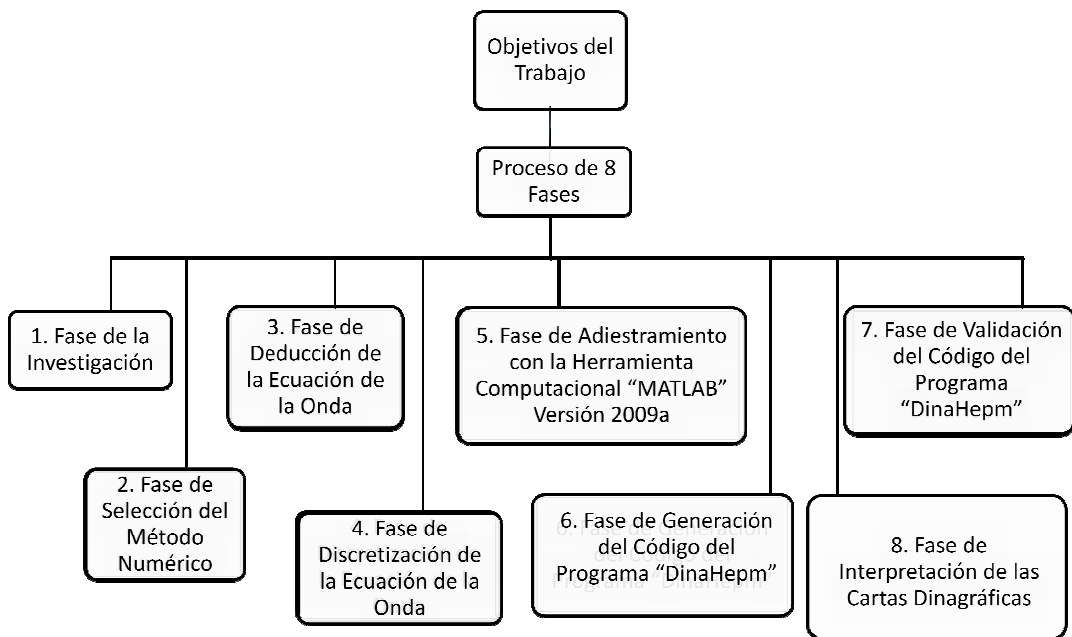 Objetivos del
Trabajo
Proceso de 8
Fases
1. Fase de la
Investigación
2. Fase de
Selección del
Método
Numérico
3. Fase de
Deducción de
la Ecuación de
la Onda
4. Fase de
Discretización de
la Ecuación de la
Onda
5. Fase de Adiestramiento
con la Herramienta
Computacional “MATLAB”
Versión 2009a
6. Fase de Generación
del Código del
Programa “DinaHepm”
7. Fase de Validación
del Código del
Programa
“DinaHepm”
8. Fase de
Interpretación de las
Cartas Dinagráficas